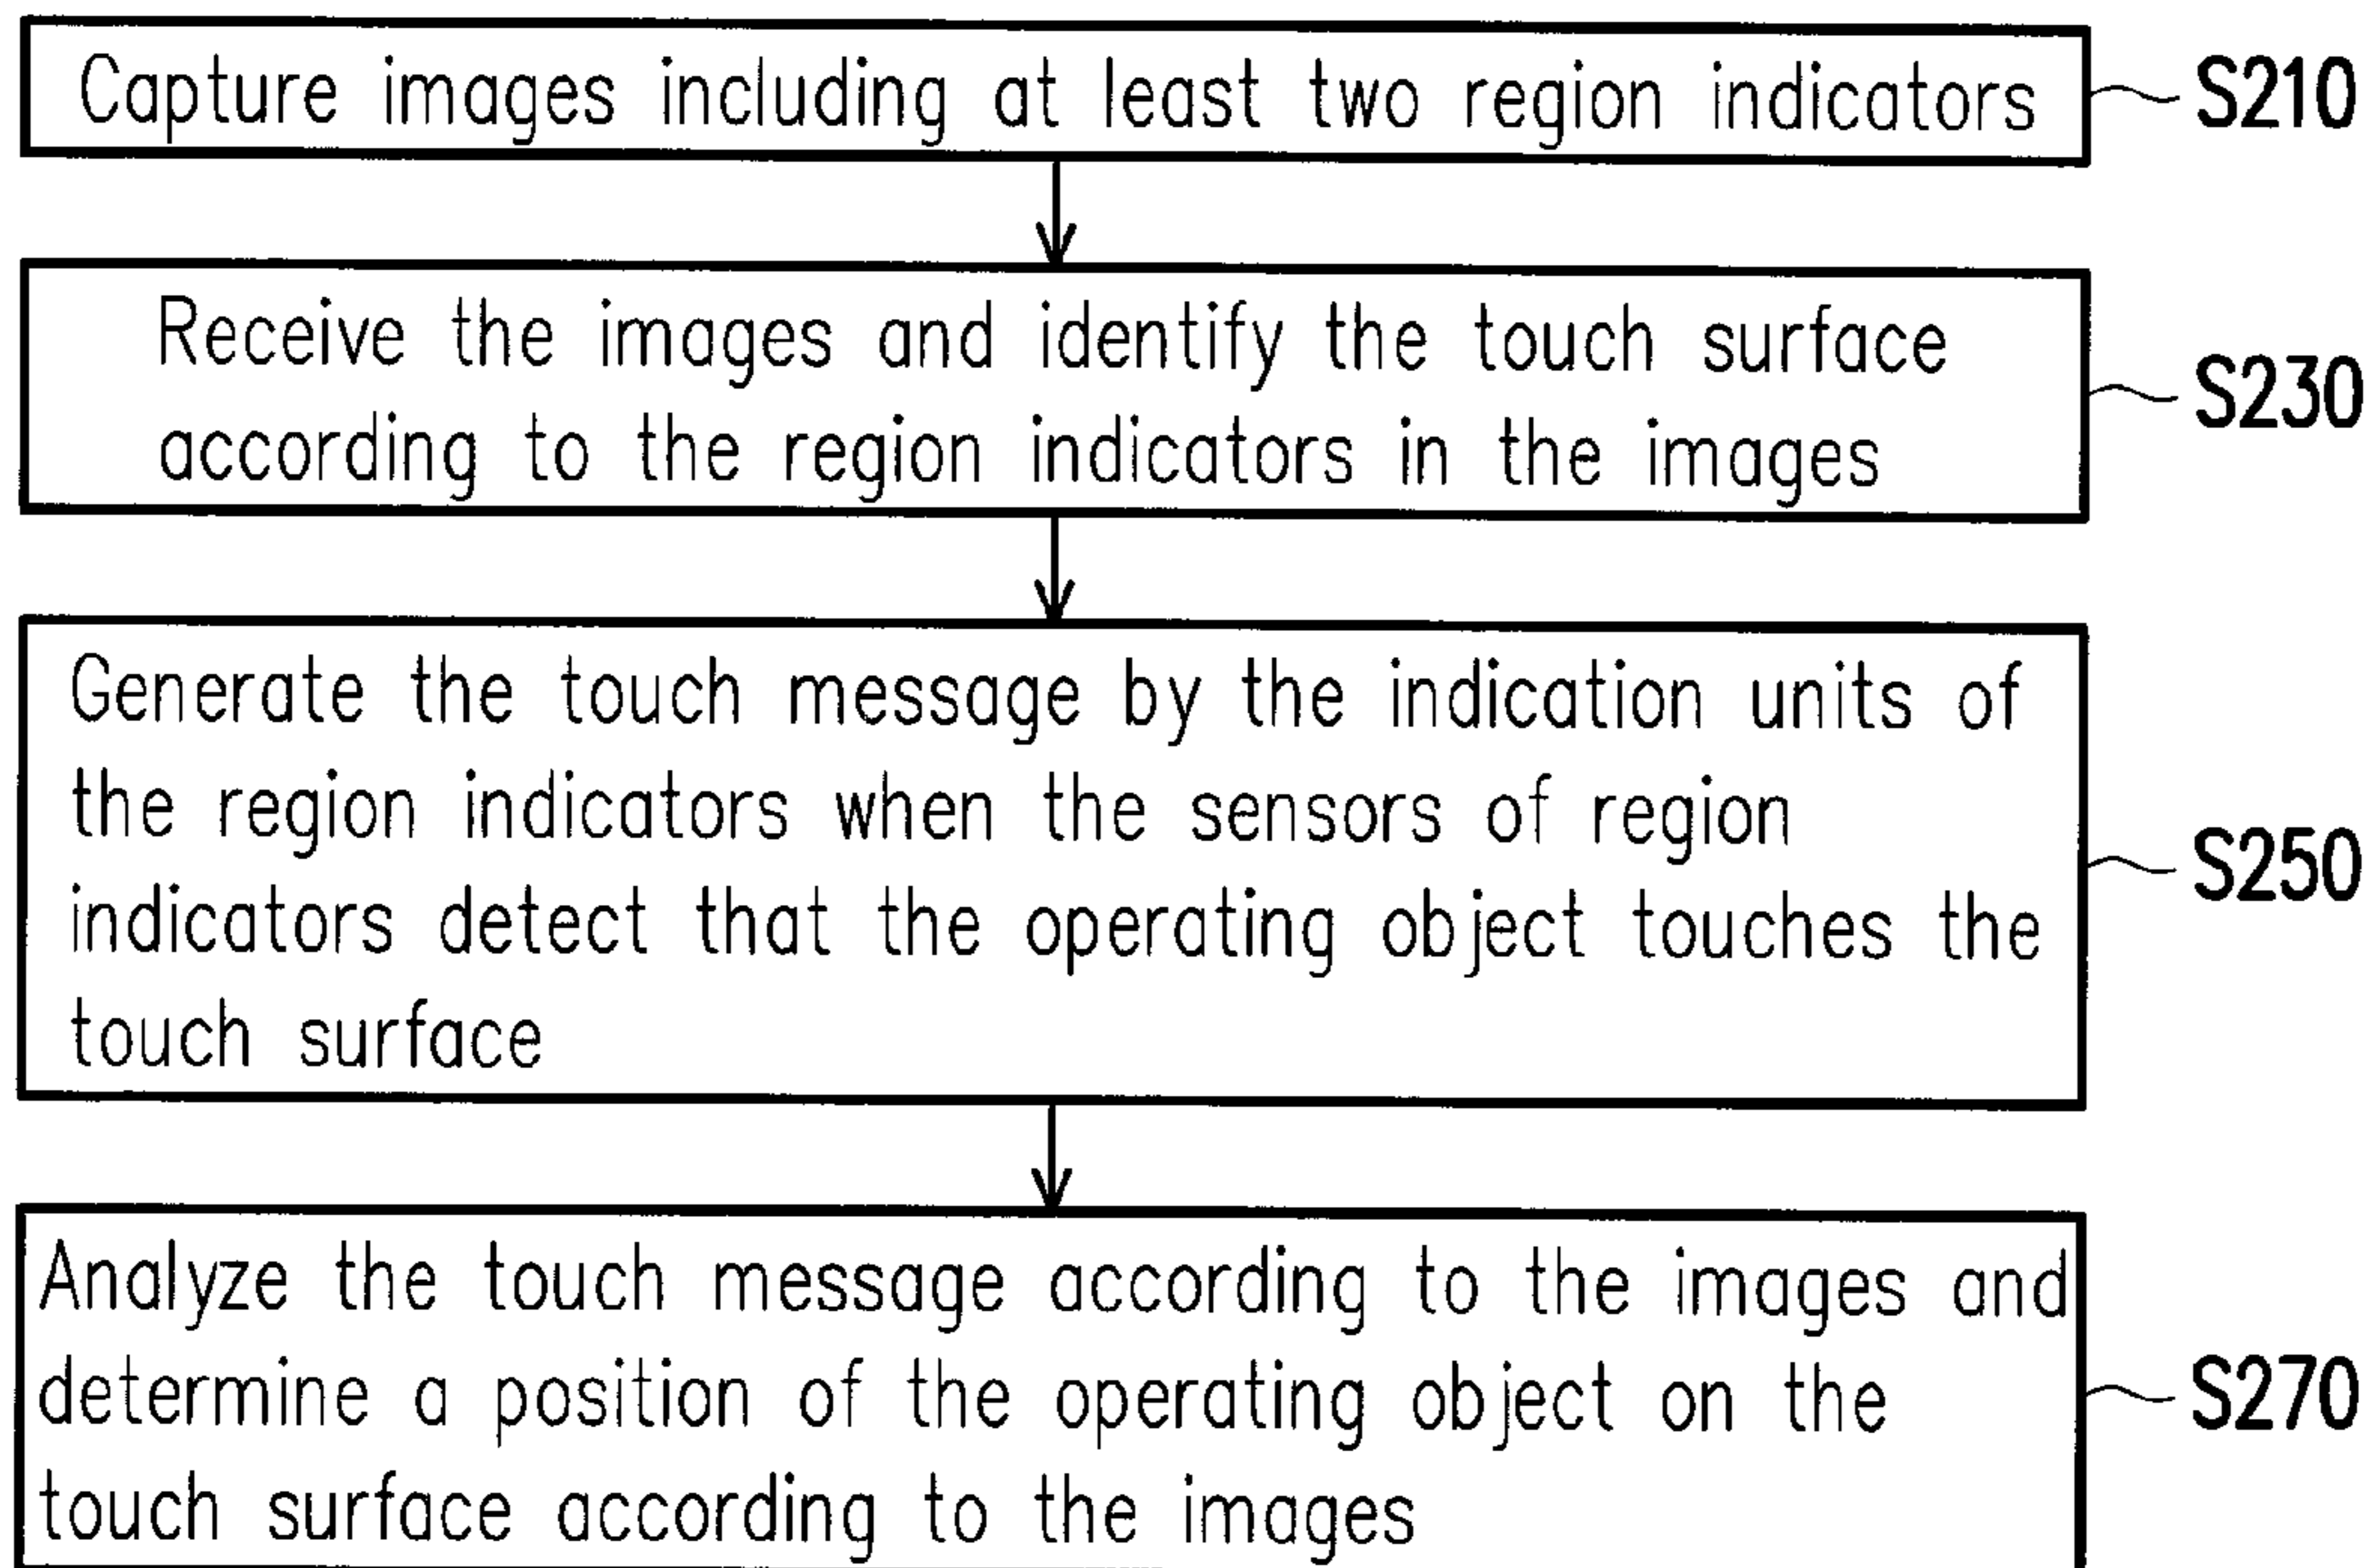 Capture images including at least two region indicators
S210
Receive the images and identify the touch surface
according to the region indicators in the images
S230
Generate the touch message by the indication units of
the region indicators when the sensors of region
indicators detect that the operating object touches the
touch surface
S250
Analyze the touch message according to the images and
determine a position of the operating object on the
touch surface according to the images
S270